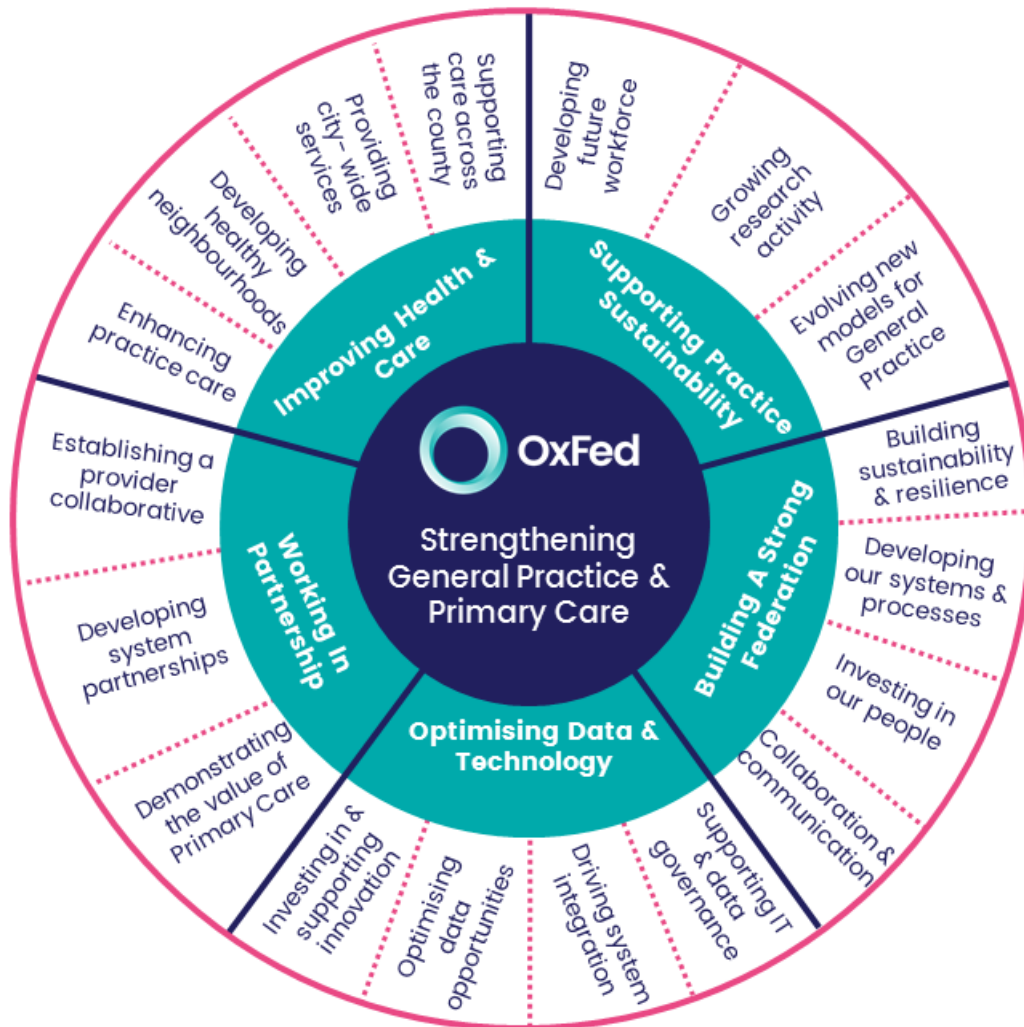 OxFed
Strengthening
General Practice &
Primary Care
Supporting Practice
Sustainability
Developing
future
workforce
Growing
research
activity
Evolving new
models for
General
Practice
Building A Strong
Federation
Building
sustainability
& resilience
Developing
our systems &
processes
Investing in
our people
Collaboration &
communication
Optimising Data &
Technology
Supporting IT
& data
governance
Driving system
integration
Optimising
data
opportunities
Investing in &
supporting
innovation
Working In
Partnership
Demonstrating
the value of
Primary Care
Developing
system
partnerships
Establishing a
provider
collaborative
Improving Health &
Care
Enhancing
practice care
Developing
healthy
neighbourhoods
Providing
city- wide
services
Supporting
care across
the county